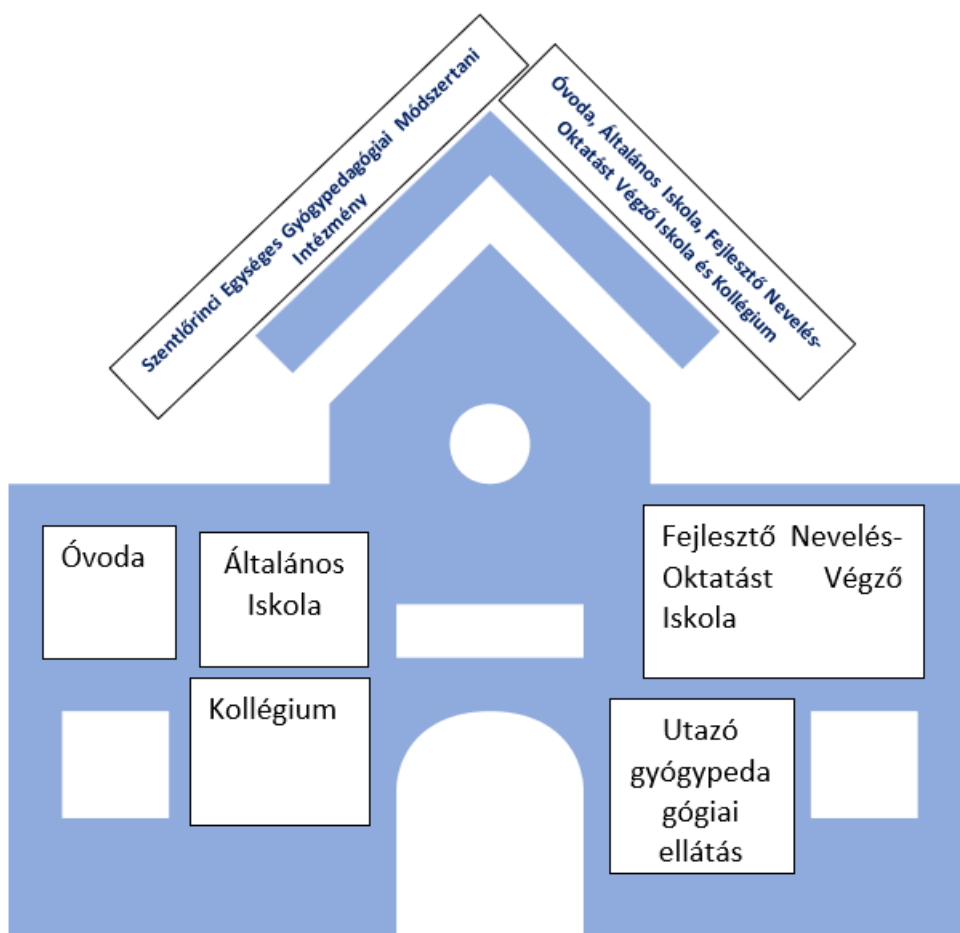 Szentlőrinci Egységes Gyógypedagógiai Módszertani
Intézmény
Óvoda, Általános Iskola, Fejlesztő Nevelés-
Oktatást Végző Iskola és Kollégium
Óvoda
Általános
Iskola
Fejlesztő Nevelés-
Oktatást Végző
Iskola
Kollégium
Utazó
gyógypeda
gógiai
ellátás